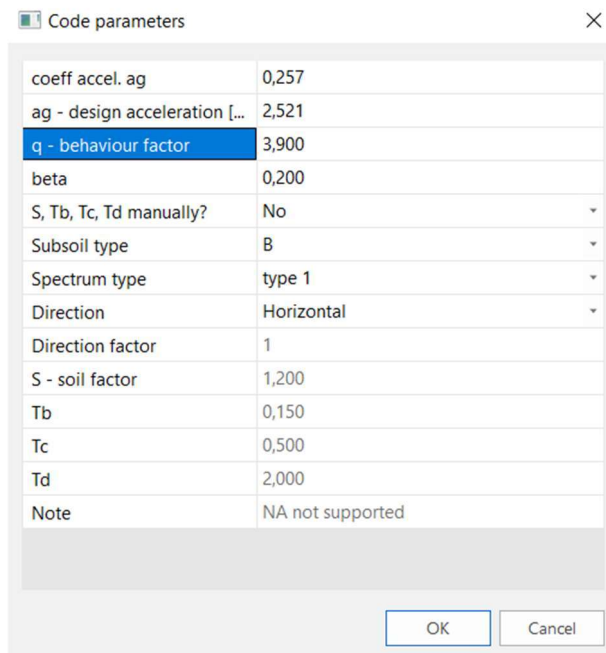 Code parameters
coeff accel. ag 0,257
ag - design acceleration [... 2,521
q - behaviour factor 3,900
beta 0,200
S, Tb, Tc, Td manually? No
Subsoil type B
Spectrum type type 1
Direction Horizontal
Direction factor 1
S - soil factor 1,200
Tb 0,150
Tc 0,500
Td 2,000
Note NA not supported
OK Cancel